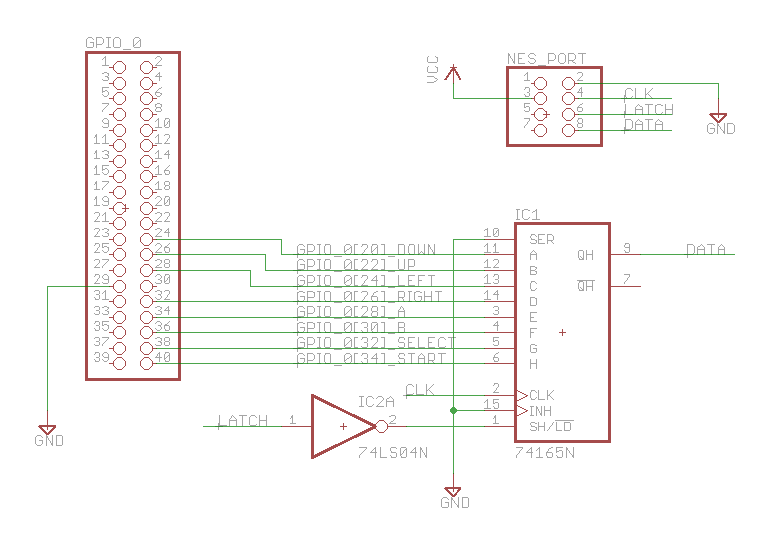 GPIO_0
1 2
3 4
5 6
7 8
9 10
11 12
13 14
15 16
17 18
19 20
21 22
23 24
25 26
27 28
29 30
31 32
33 34
35 36
37 38
39 40
GND
VCC
NES_PORT
1 2
3 4 CLK
5 6 LATCH
7 8 DATA
GND
IC1
10 SER
GPIO_0[20]_DOWN 11 A QH 9 DATA
GPIO_0[22]_UP 12 B
GPIO_0[24]_LEFT 13 C QH 7
GPIO_0[26]_RIGHT 14 D
GPIO_0[28]_A 3 E
GPIO_0[30]_B 4 F
GPIO_0[32]_SELECT 5 G
GPIO_0[34]_START 6 H
CLK 2 CLK
15 INH
1 SH/LD
74165N
LATCH 1 IC2A 2
74LS04N
GND